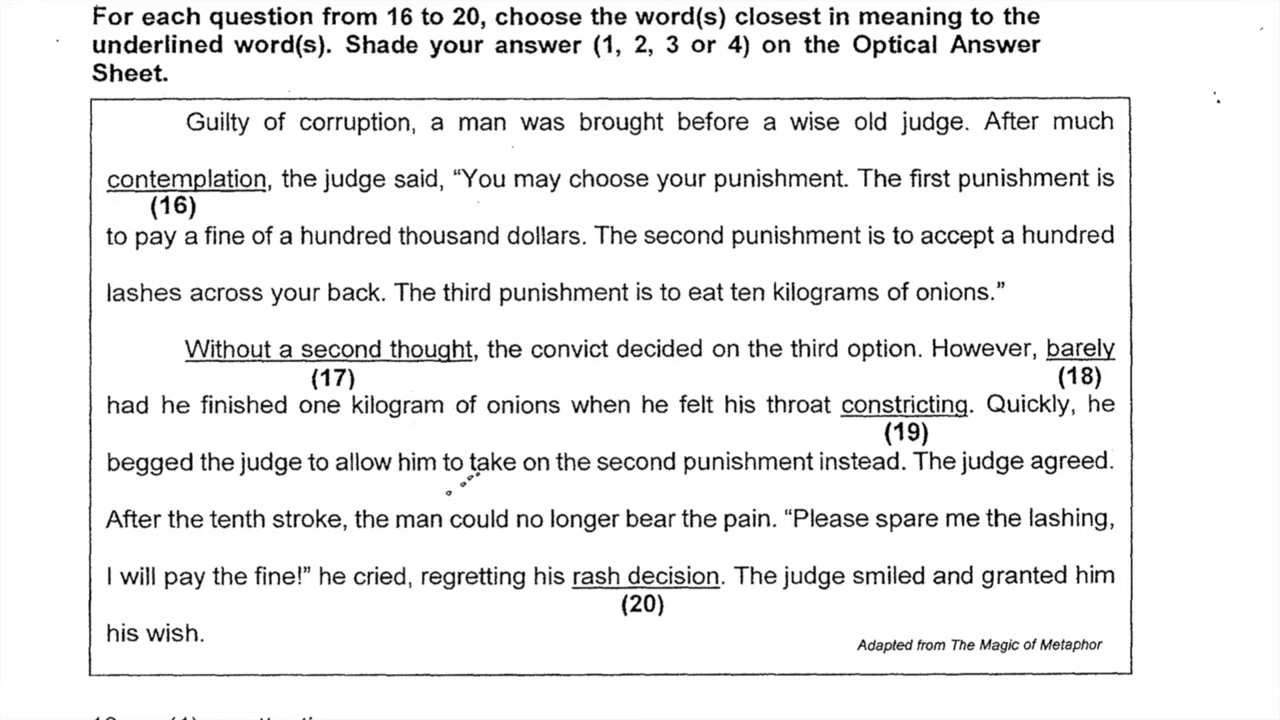 For each question from 16 to 20, choose the word(s) closest in meaning to the
underlined word(s). Shade your answer (1, 2, 3 or 4) on the Optical Answer
Sheet.
Guilty of corruption, a man was brought before a wise old judge. After much
contemplation, the judge said, “You may choose your punishment. The first punishment is
(16)
to pay a fine of a hundred thousand dollars. The second punishment is to accept a hundred
lashes across your back. The third punishment is to eat ten kilograms of onions.”
Without a second thought, the convict decided on the third option. However, barely
(17) (18)
had he finished one kilogram of onions when he felt his throat constricting. Quickly, he
(19)
begged the judge to allow him to take on the second punishment instead. The judge agreed.
After the tenth stroke, the man could no longer bear the pain. “Please spare me the lashing,
I will pay the fine!” he cried, regretting his rash decision. The judge smiled and granted him
(20)
his wish.
Adapted from The Magic of Metaphor